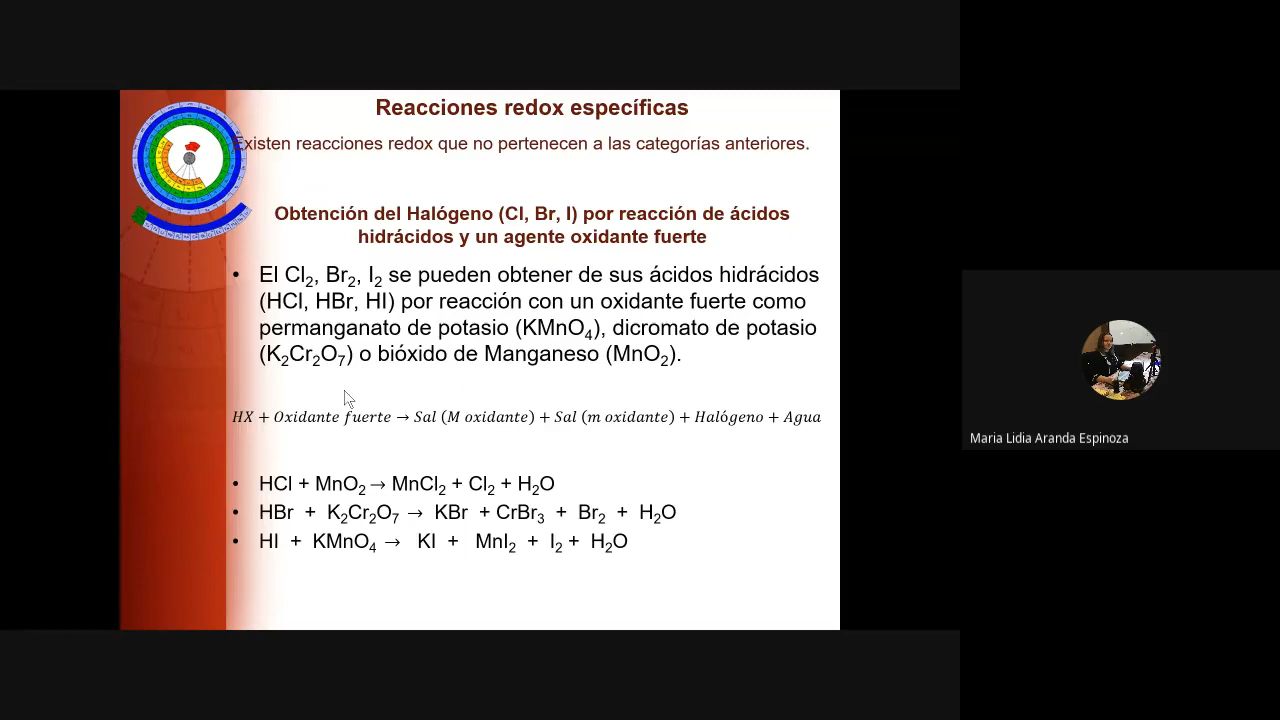 Reacciones redox específicas
Existen reacciones redox que no pertenecen a las categorías anteriores.
Obtención del Halógeno (Cl, Br, I) por reacción de ácidos
hidrácidos y un agente oxidante fuerte
• El Cl₂, Br₂, I₂ se pueden obtener de sus ácidos hidrácidos
(HCl, HBr, HI) por reacción con un oxidante fuerte como
permanganato de potasio (KMnO₄), dicromato de potasio
(K₂Cr₂O₇) o bióxido de Manganeso (MnO₂).
HX + Oxidante fuerte → Sal (M oxidante) + Sal (m oxidante) + Halógeno + Agua
• HCl + MnO₂ → MnCl₂ + Cl₂ + H₂O
• HBr + K₂Cr₂O₇ → KBr + CrBr₃ + Br₂ + H₂O
• HI + KMnO₄ → KI + MnI₂ + I₂ + H₂O
Maria Lidia Aranda Espinoza